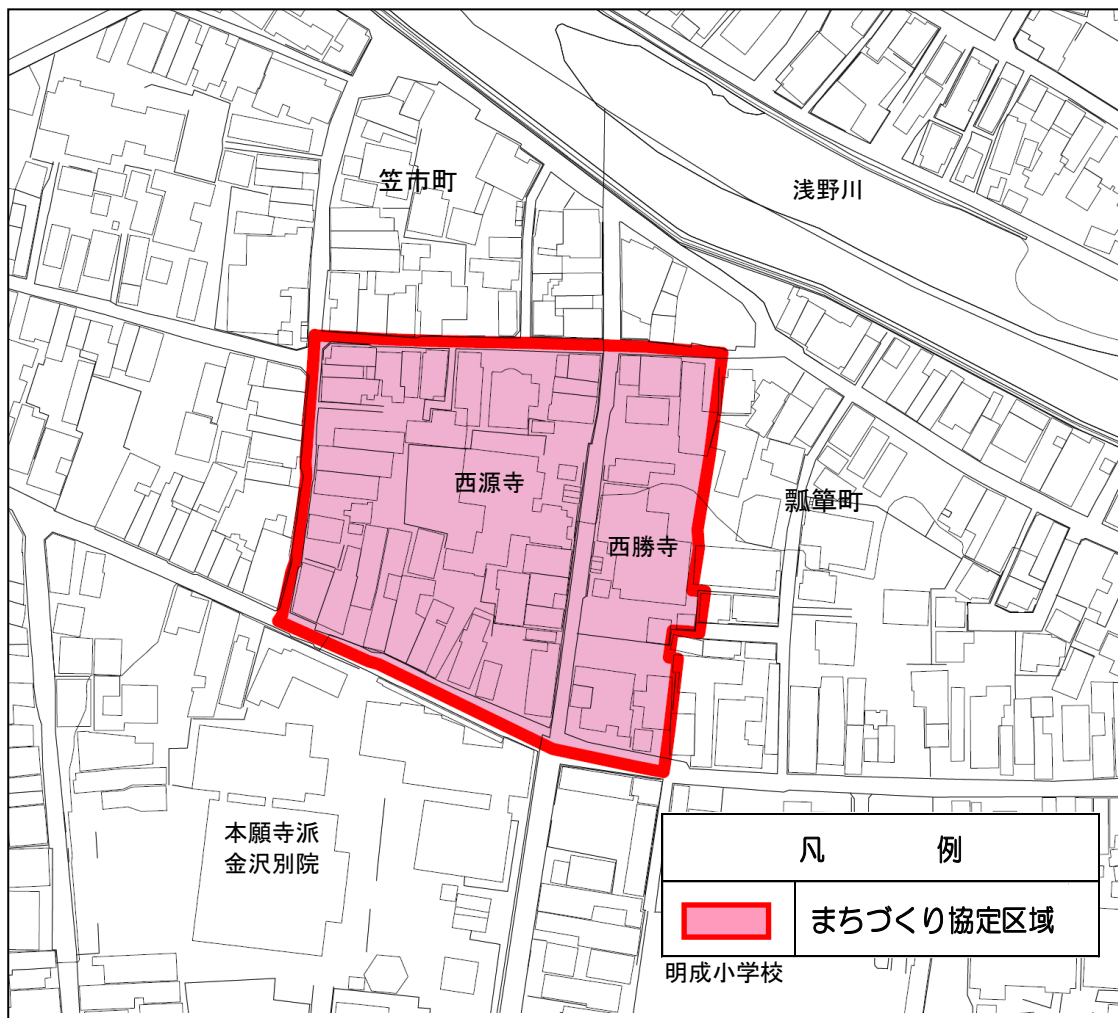 笠市町
浅野川
西源寺
瓢箪町
西勝寺
本願寺派
金沢別院
凡 例
まちづくり協定区域
明成小学校